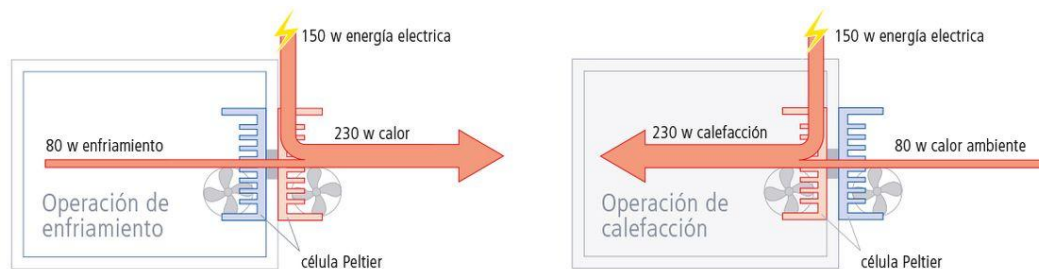 150 w energía electrica
80 w enfriamiento
230 w calor
Operación de
enfriamiento
célula Peltier
150 w energía electrica
230 w calefacción
80 w calor ambiente
Operación de
calefacción
célula Peltier